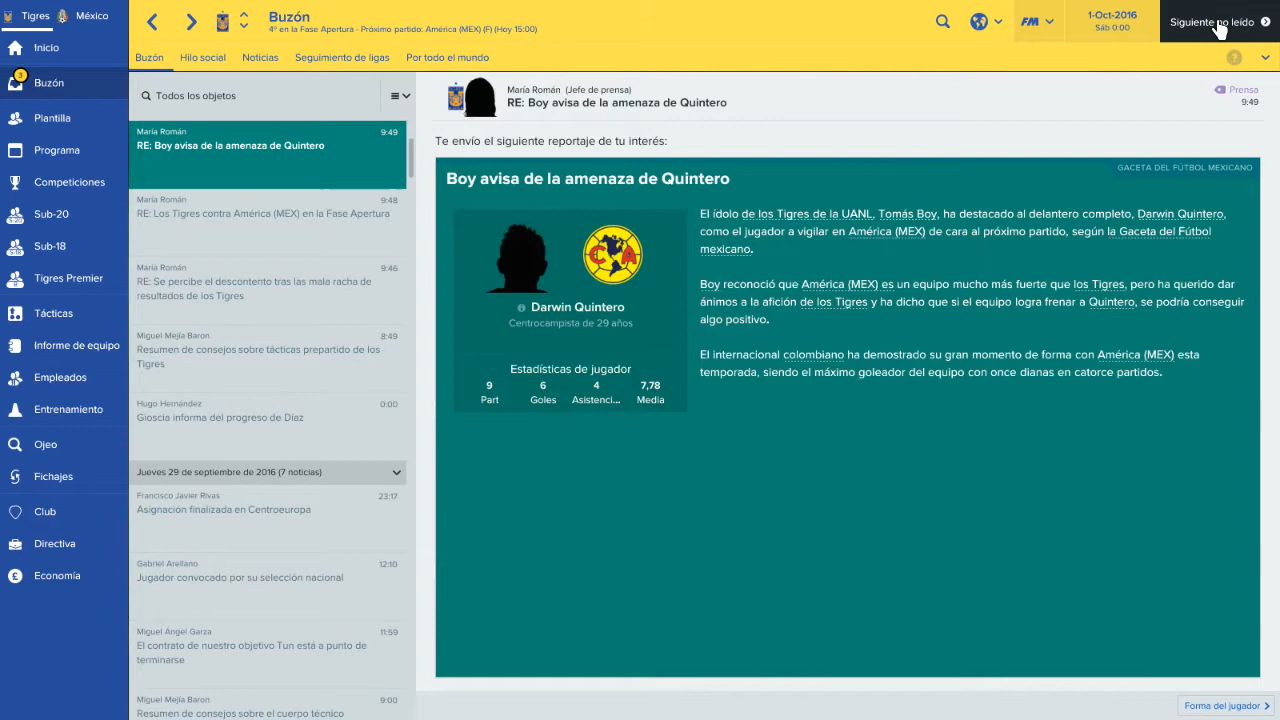 Tigres México
Inicio
3
Buzón
Plantilla
Programa
Competiciones
Sub-20
Sub-18
Tigres Premier
Tácticas
Informe de equipo
Empleados
Entrenamiento
Ojeo
Fichajes
Club
Directiva
Economía
Buzón
4º en la Fase Apertura - Próximo partido: América (MEX) (F) (Hoy 15:00)
FM
1-Oct-2016
Sáb 0:00
Siguiente no leído
Buzón Hilo social Noticias Seguimiento de ligas Por todo el mundo
?
Todos los objetos
María Román 9:49
RE: Boy avisa de la amenaza de Quintero
María Román 9:48
RE: Los Tigres contra América (MEX) en la Fase Apertura
María Román 9:46
RE: Se percibe el descontento tras las mala racha de
resultados de los Tigres
Miguel Mejía Baron 8:49
Resumen de consejos sobre tácticas prepartido de los
Tigres
Hugo Hernández 0:00
Gioscia informa del progreso de Díaz
Jueves 29 de septiembre de 2016 (7 noticias)
Francisco Javier Rivas 23:17
Asignación finalizada en Centroeuropa
Gabriel Arellano 12:10
Jugador convocado por su selección nacional
Miguel Ángel Garza 11:59
El contrato de nuestro objetivo Tun está a punto de
terminarse
Miguel Mejía Baron 9:00
Resumen de consejos sobre el cuerpo técnico
María Román (Jefe de prensa)
RE: Boy avisa de la amenaza de Quintero
Prensa
9:49
Te envío el siguiente reportaje de tu interés:
GACETA DEL FÚTBOL MEXICANO
Boy avisa de la amenaza de Quintero
C A
Darwin Quintero
Centrocampista de 29 años
Estadísticas de jugador
9 6 4 7,78
Part Goles Asistenci... Media
El ídolo de los Tigres de la UANL, Tomás Boy, ha destacado al delantero completo, Darwin Quintero,
como el jugador a vigilar en América (MEX) de cara al próximo partido, según la Gaceta del Fútbol
mexicano.
Boy reconoció que América (MEX) es un equipo mucho más fuerte que los Tigres, pero ha querido dar
ánimos a la afición de los Tigres y ha dicho que si el equipo logra frenar a Quintero, se podría conseguir
algo positivo.
El internacional colombiano ha demostrado su gran momento de forma con América (MEX) esta
temporada, siendo el máximo goleador del equipo con once dianas en catorce partidos.
Forma del jugador